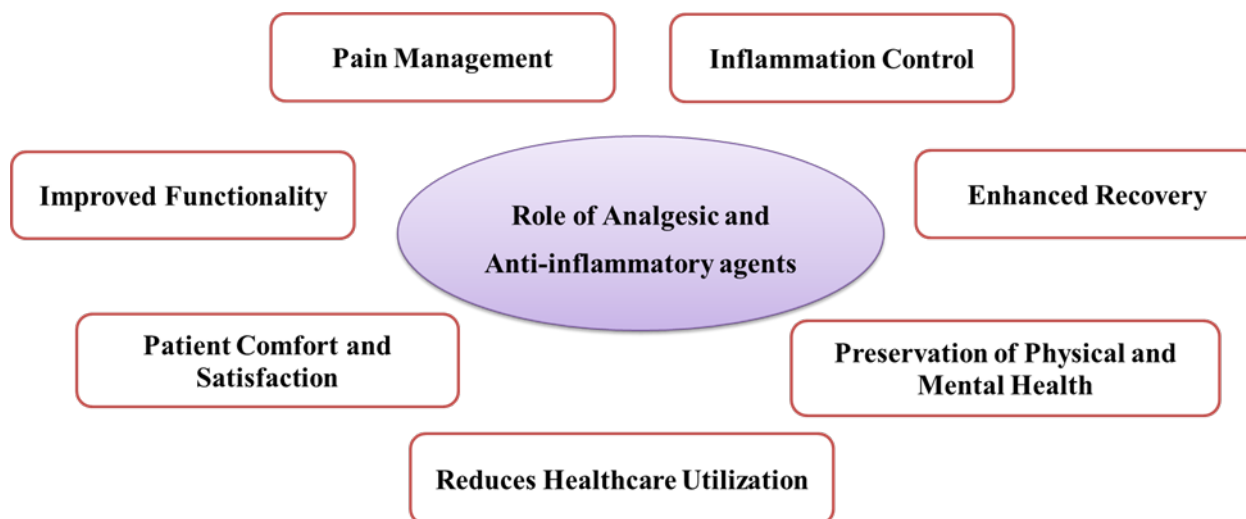 Pain Management
Inflammation Control
Improved Functionality
Enhanced Recovery
Role of Analgesic and
Anti-inflammatory agents
Patient Comfort and
Satisfaction
Preservation of Physical and
Mental Health
Reduces Healthcare Utilization